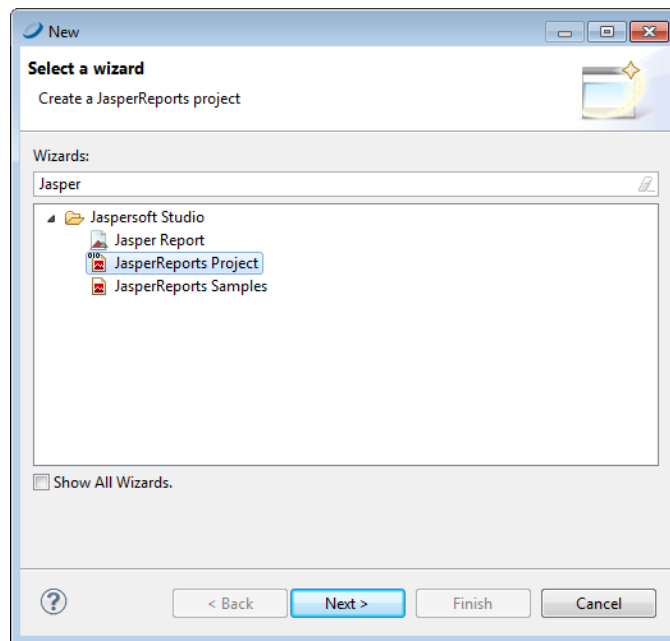 New
Select a wizard
Create a JasperReports project
Wizards:
Jasper
Jaspersoft Studio
Jasper Report
JasperReports Project
JasperReports Samples
Show All Wizards.
?
< Back Next > Finish Cancel